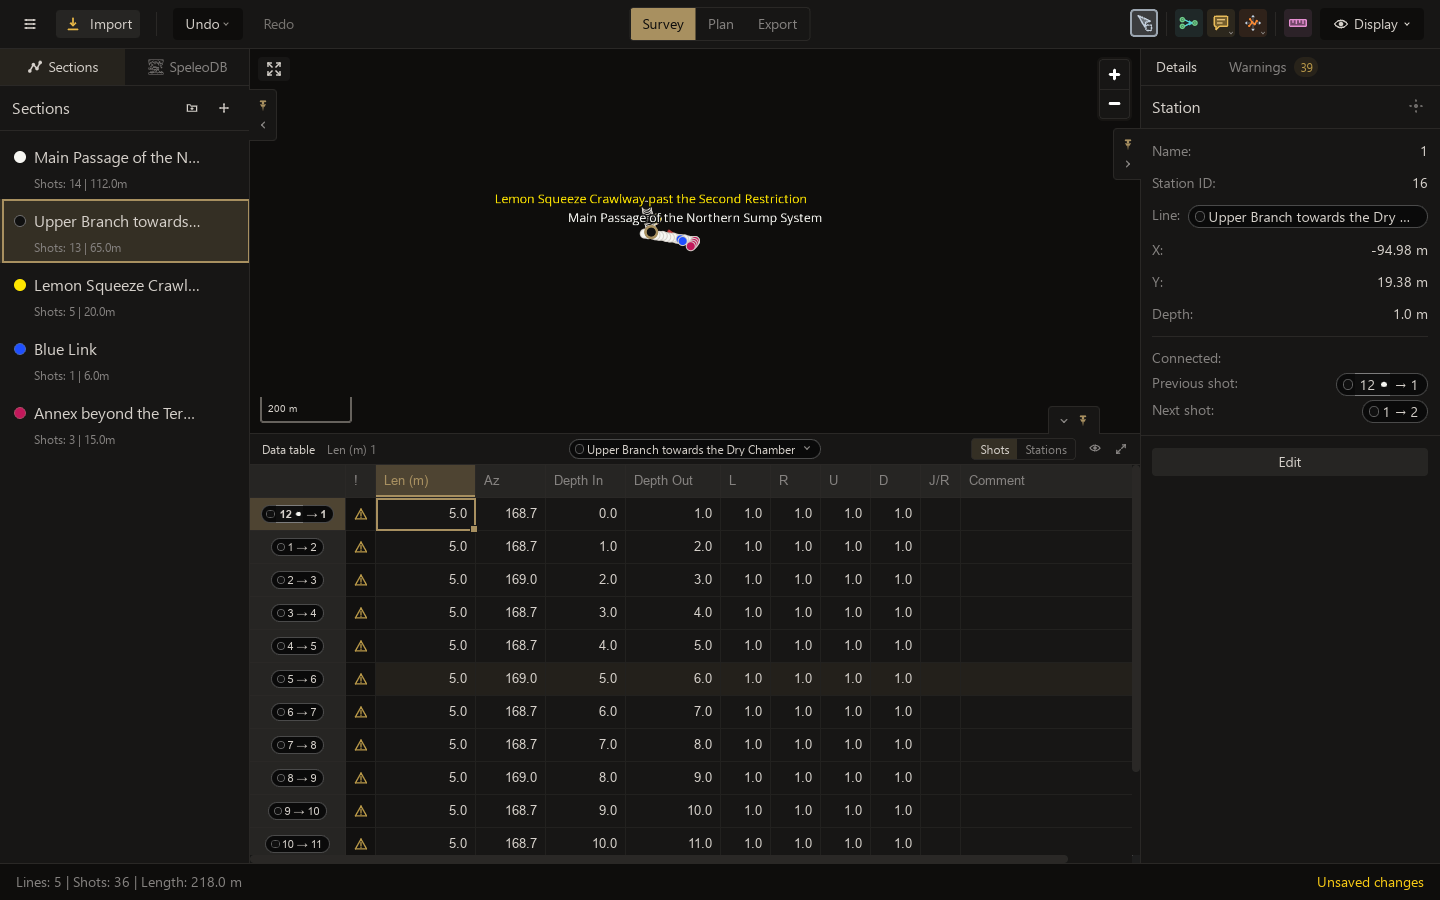 Import
Undo
Redo
Survey
Plan
Export
Display
Sections
SpeleoDB
Details
Warnings
39
Sections
Station
Main Passage of the N...
Shots: 14 | 112.0m
Upper Branch towards...
Shots: 13 | 65.0m
Lemon Squeeze Crawl...
Shots: 5 | 20.0m
Blue Link
Shots: 1 | 6.0m
Annex beyond the Ter...
Shots: 3 | 15.0m
Lemon Squeeze Crawlway past the Second Restriction
Main Passage of the Northern Sump System
200 m
Name:
1
Station ID:
16
Line:
Upper Branch towards the Dry ...
X:
-94.98 m
Y:
19.38 m
Depth:
1.0 m
Connected:
Previous shot:
12 → 1
Next shot:
1 → 2
Edit
Data table
Len (m) 1
Upper Branch towards the Dry Chamber
Shots
Stations
! Len (m) Az Depth In Depth Out L R U D J/R Comment
12 → 1 5.0 168.7 0.0 1.0 1.0 1.0 1.0 1.0
1 → 2 5.0 168.7 1.0 2.0 1.0 1.0 1.0 1.0
2 → 3 5.0 169.0 2.0 3.0 1.0 1.0 1.0 1.0
3 → 4 5.0 168.7 3.0 4.0 1.0 1.0 1.0 1.0
4 → 5 5.0 168.7 4.0 5.0 1.0 1.0 1.0 1.0
5 → 6 5.0 169.0 5.0 6.0 1.0 1.0 1.0 1.0
6 → 7 5.0 168.7 6.0 7.0 1.0 1.0 1.0 1.0
7 → 8 5.0 168.7 7.0 8.0 1.0 1.0 1.0 1.0
8 → 9 5.0 169.0 8.0 9.0 1.0 1.0 1.0 1.0
9 → 10 5.0 168.7 9.0 10.0 1.0 1.0 1.0 1.0
10 → 11 5.0 168.7 10.0 11.0 1.0 1.0 1.0 1.0
Lines: 5 | Shots: 36 | Length: 218.0 m
Unsaved changes